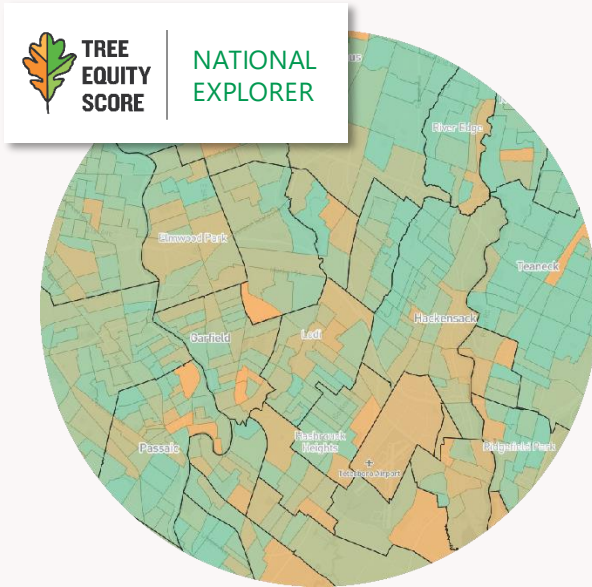 TREE
EQUITY
SCORE
NATIONAL
EXPLORER
River Edge
Elmwood Park
Teaneck
Hackensack
Garfield
Lodi
Hasbrouck
Heights
Passaic
Ridgefield Park
Teterboro Airport